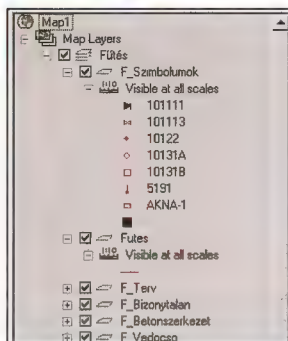 Map1
Map Layers
Fűtés
F_Szimbolumok
Visible at all scales
101111
101113
10122
10131A
10131B
5191
AKNA-1
Futes
Visible at all scales
F_Terv
F_Bizonytalan
F_Betonszerkezet
F_Vedocso